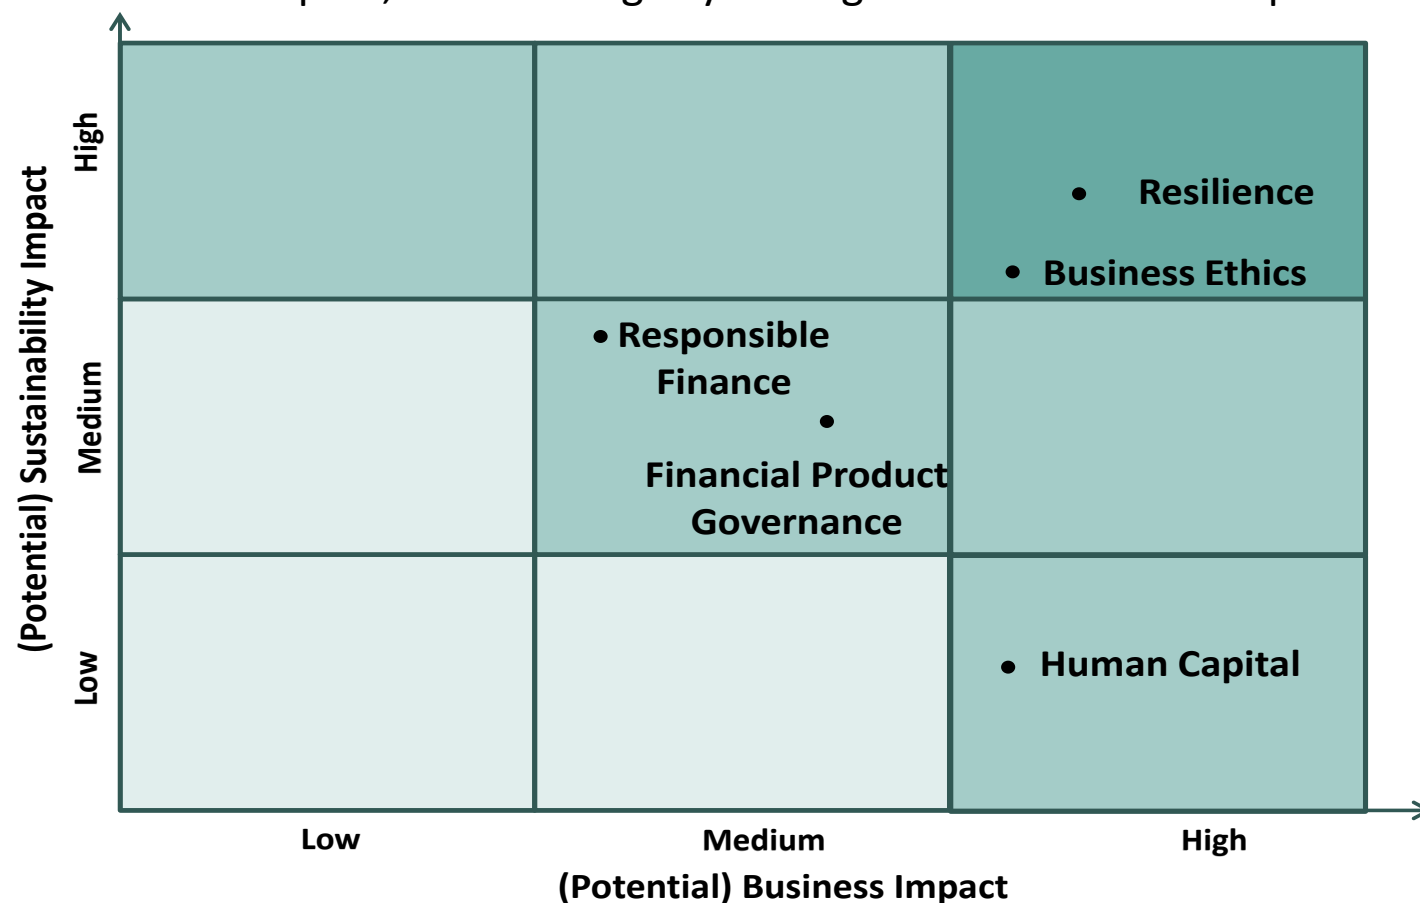 (Potential) Sustainability Impact
High
Medium
Low
Resilience
Business Ethics
Responsible
Finance
Financial Product
Governance
Human Capital
Low
Medium
High
(Potential) Business Impact